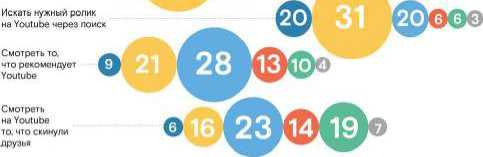 Искать нужный ролик
на Youtube через поиск
20 31 20 6 6 3
Смотреть то,
что рекомендует
Youtube
9 21 28 13 10 4
Смотреть
на Youtube
то, что скинули
друзья
6 16 23 14 19 7